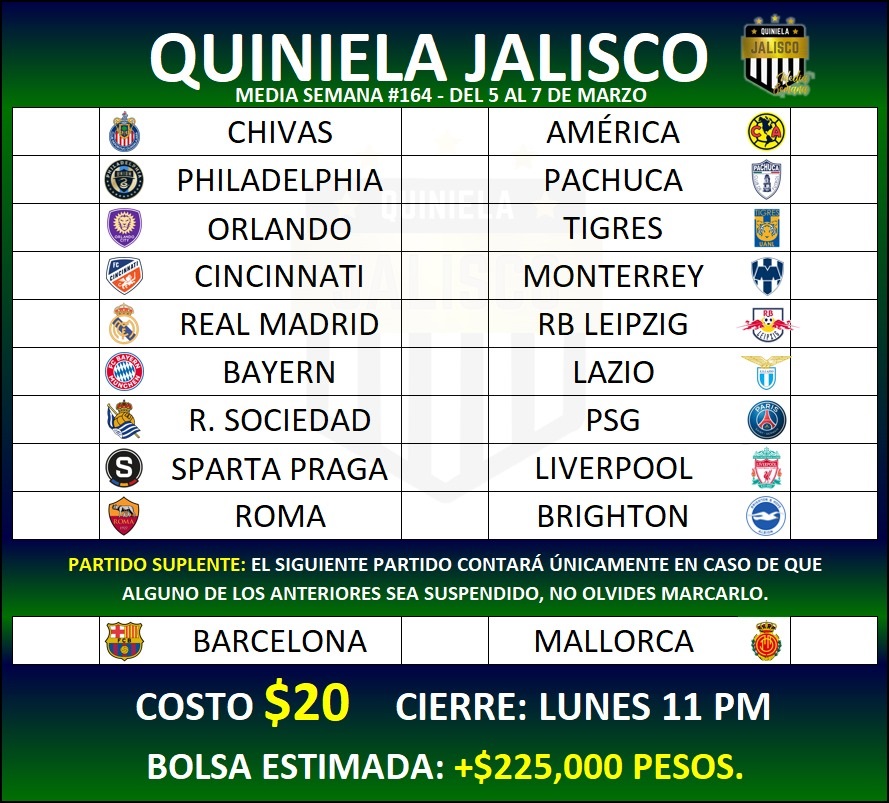 QUINIELA JALISCO
QUINIELA
JALISCO
MEDIA SEMANA #164 - DEL 5 AL 7 DE MARZO
CHIVAS AMÉRICA
PHILADELPHIA PACHUCA
ORLANDO TIGRES
CINCINNATI MONTERREY
REAL MADRID RB LEIPZIG
BAYERN LAZIO
R. SOCIEDAD PSG
SPARTA PRAGA LIVERPOOL
ROMA BRIGHTON
PARTIDO SUPLENTE: EL SIGUIENTE PARTIDO CONTARÁ ÚNICAMENTE EN CASO DE QUE
ALGUNO DE LOS ANTERIORES SEA SUSPENDIDO, NO OLVIDES MARCARLO.
BARCELONA MALLORCA
COSTO $20 CIERRE: LUNES 11 PM
BOLSA ESTIMADA: +$225,000 PESOS.